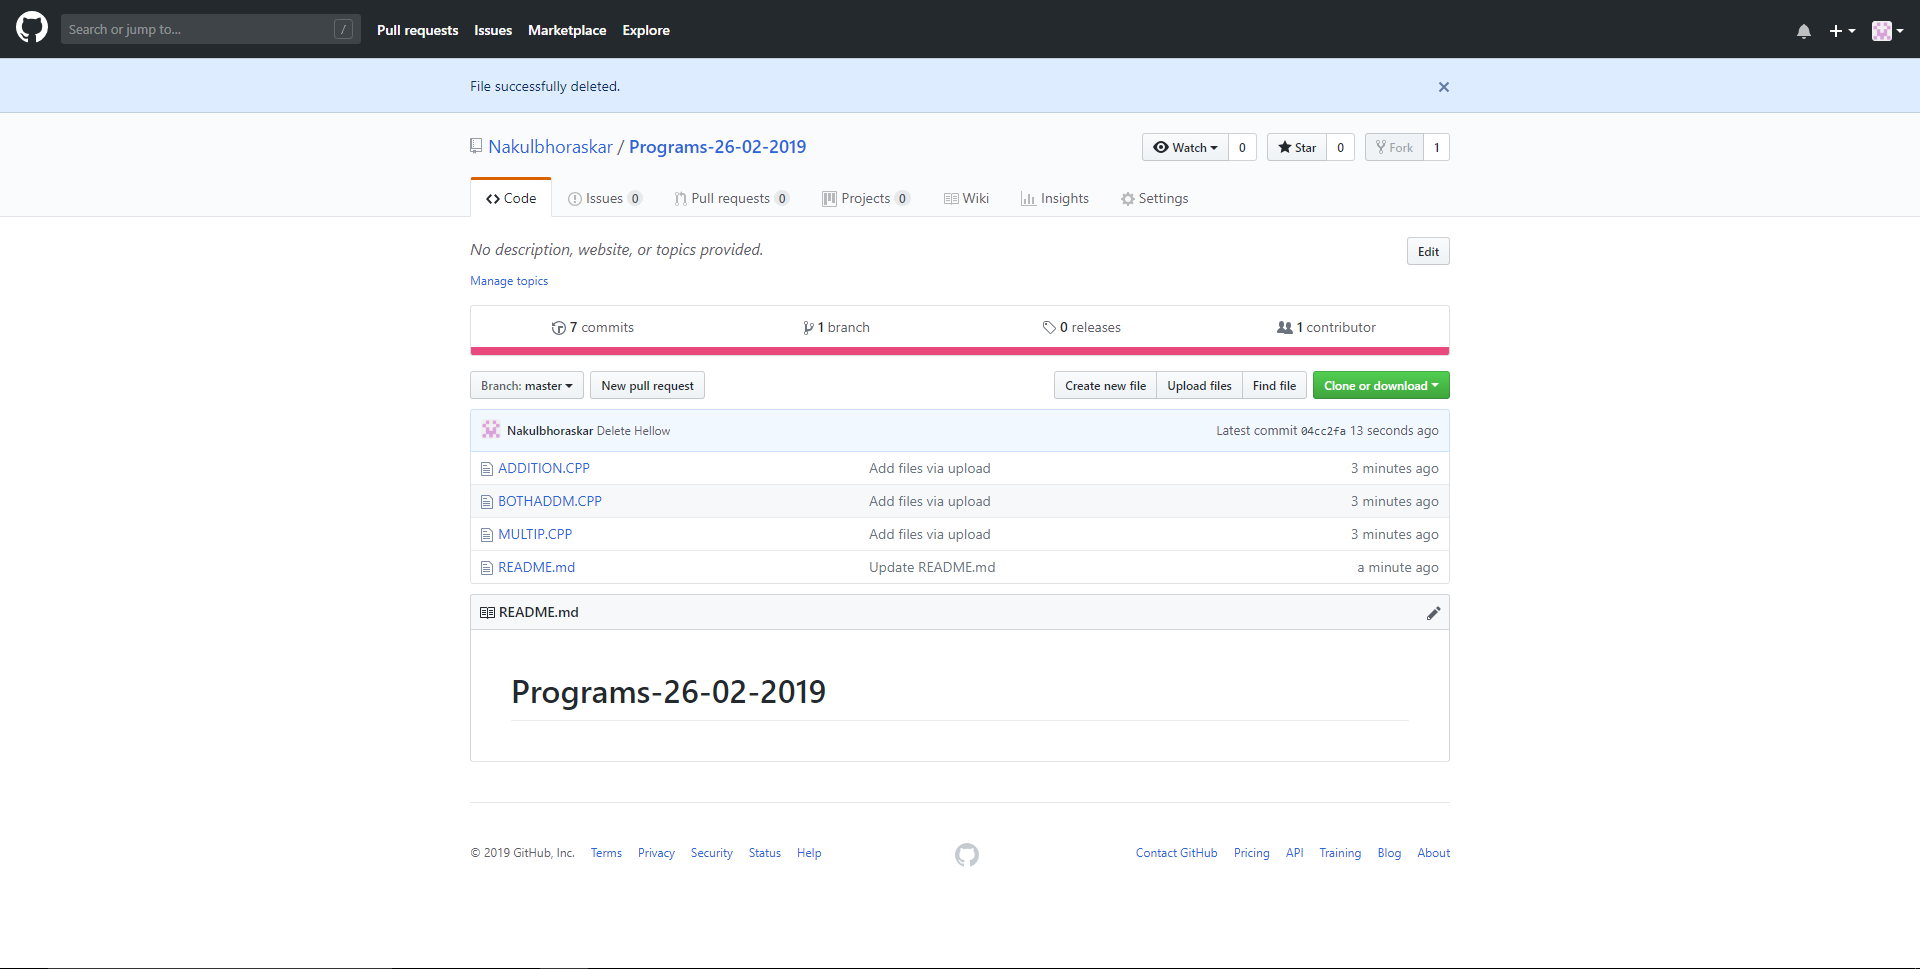 Search or jump to... /
Pull requests Issues Marketplace Explore
File successfully deleted.
Nakulbhoraskar / Programs-26-02-2019
Watch 0 Star 0 Fork 1
Code Issues 0 Pull requests 0 Projects 0 Wiki Insights Settings
No description, website, or topics provided.
Edit
Manage topics
7 commits 1 branch 0 releases 1 contributor
Branch: master New pull request Create new file Upload files Find file Clone or download
Nakulbhoraskar Delete Hellow Latest commit 04cc2fa 13 seconds ago
ADDITION.CPP Add files via upload 3 minutes ago
BOTHADDM.CPP Add files via upload 3 minutes ago
MULTIP.CPP Add files via upload 3 minutes ago
README.md Update README.md a minute ago
README.md
Programs-26-02-2019
© 2019 GitHub, Inc. Terms Privacy Security Status Help Contact GitHub Pricing API Training Blog About